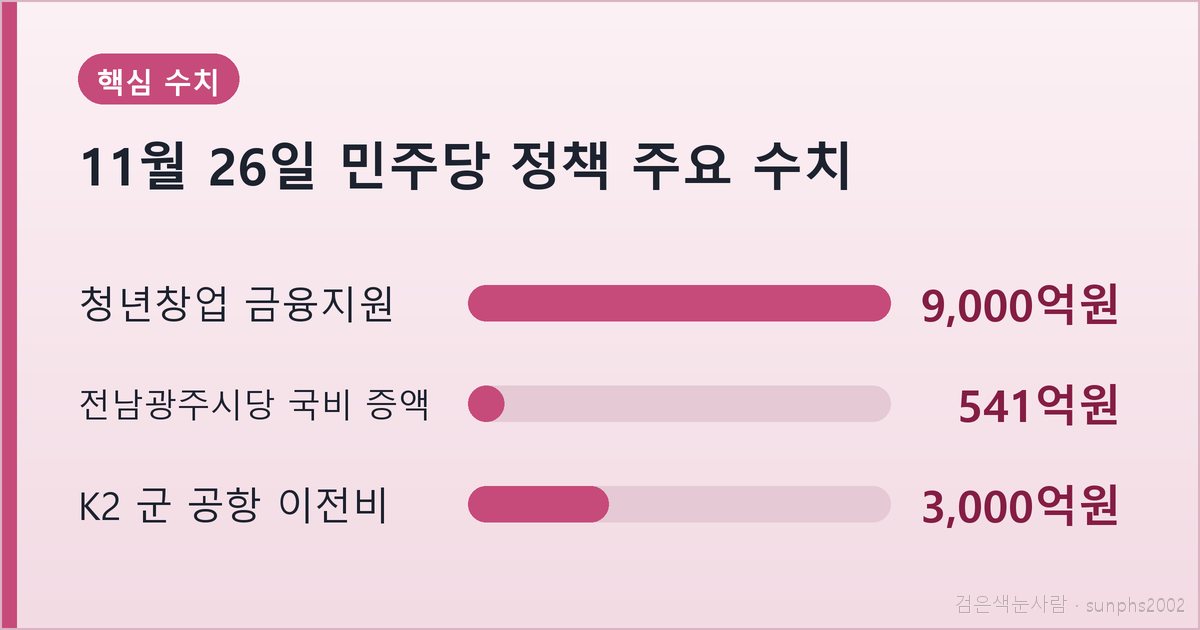 핵심 수치
11월 26일 민주당 정책 주요 수치
청년창업 금융지원 9,000억원
전남광주시당 국비 증액 541억원
K2 군 공항 이전비 3,000억원
검은색눈사람 · sunphs2002